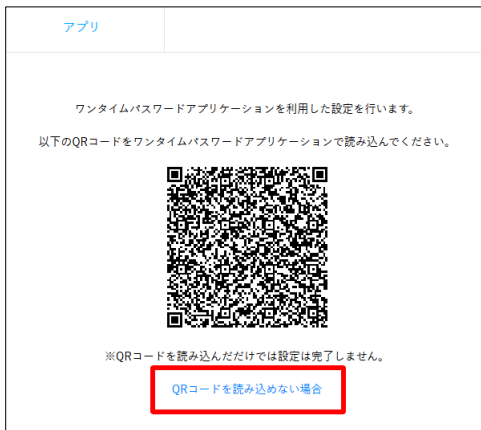 アプリ
ワンタイムパスワードアプリケーションを利用した設定を行います。
以下のQRコードをワンタイムパスワードアプリケーションで読み込んでください。
※QRコードを読み込んだだけでは設定は完了しません。
QRコードを読み込めない場合